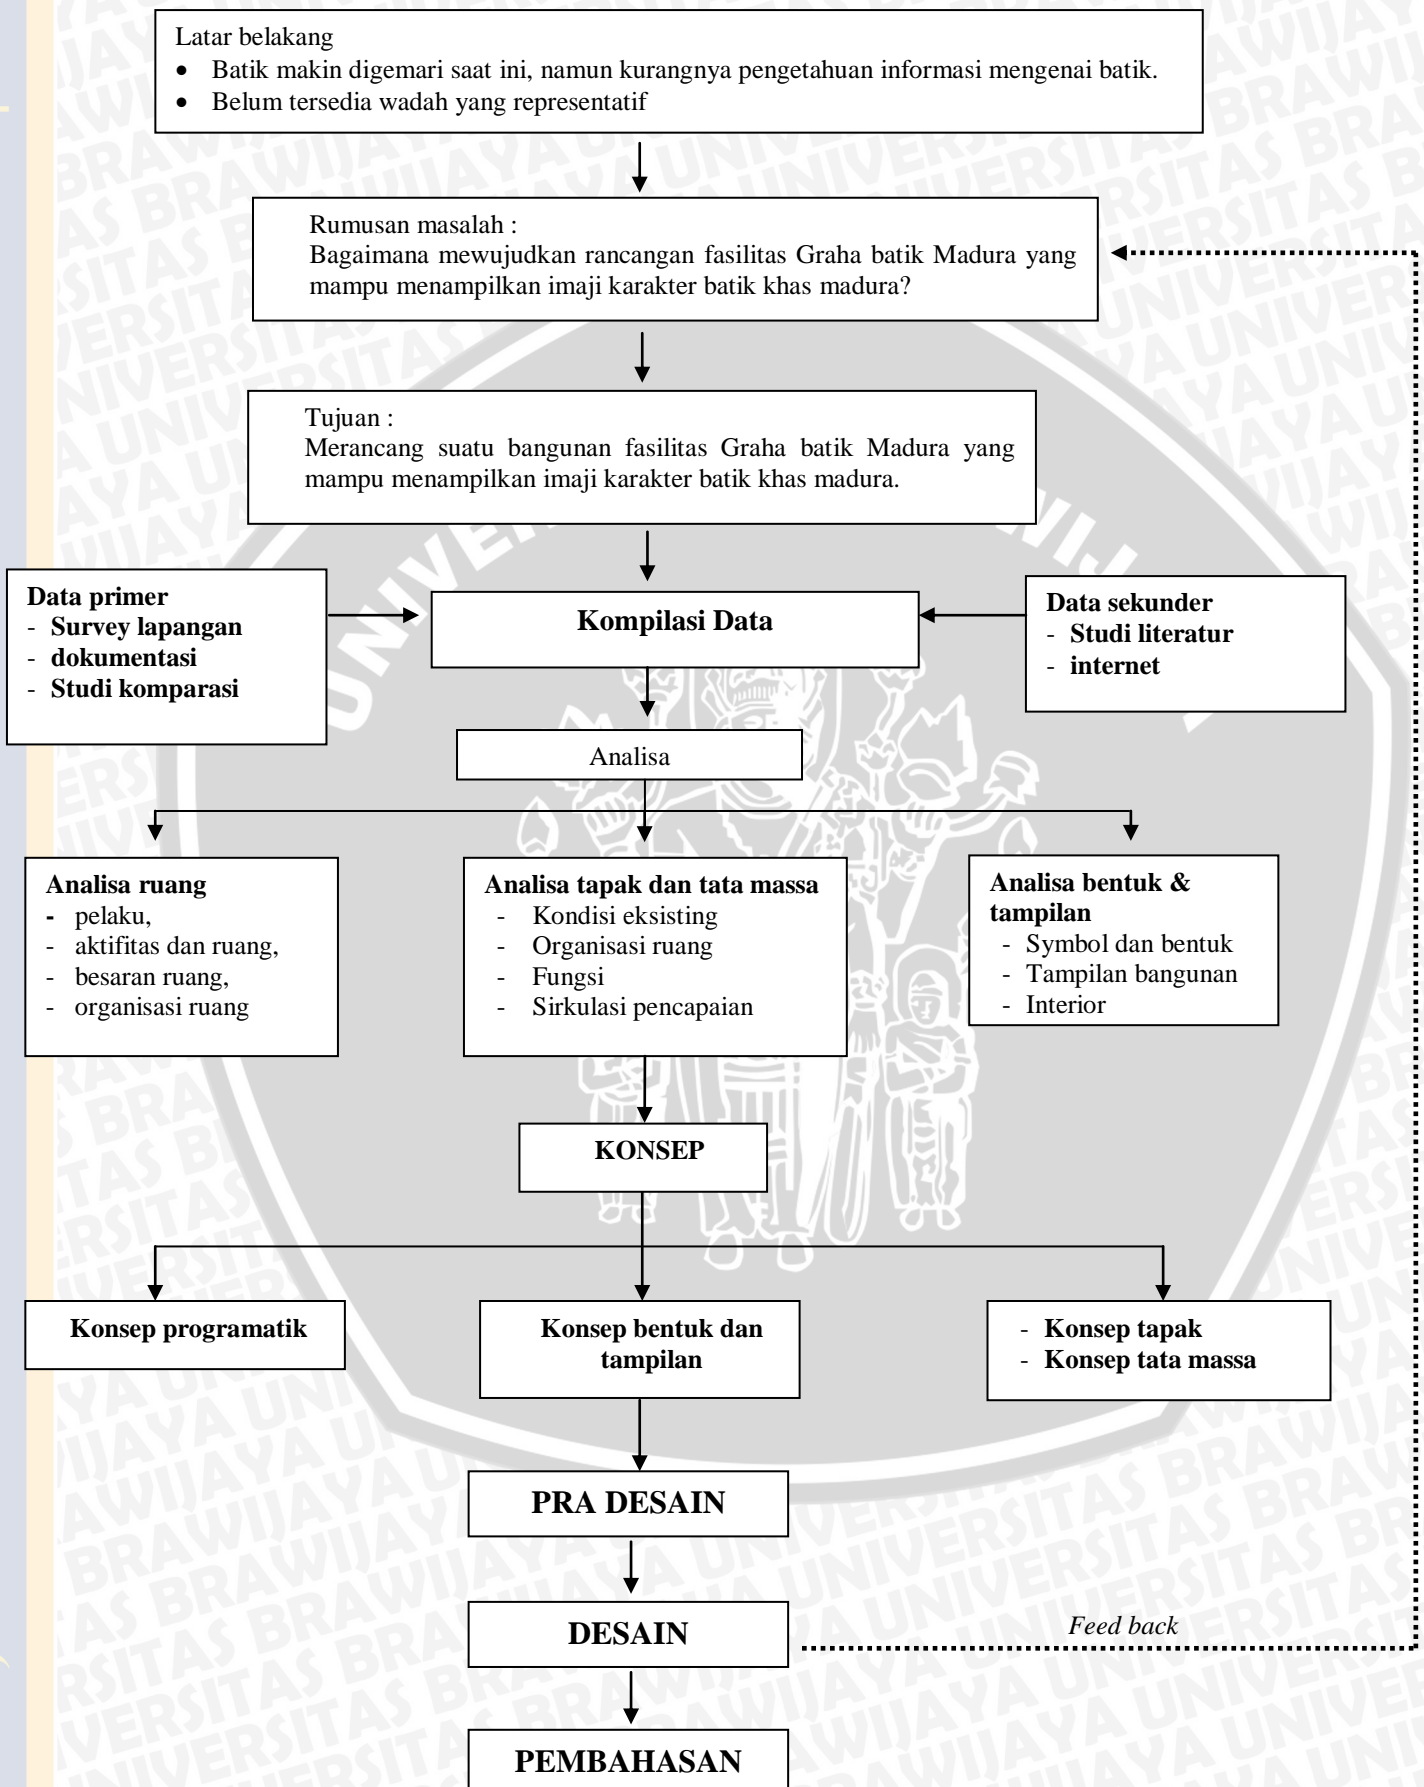 Latar belakang
• Batik makin digemari saat ini, namun kurangnya pengetahuan informasi mengenai batik.
• Belum tersedia wadah yang representatif
Rumusan masalah :
Bagaimana mewujudkan rancangan fasilitas Graha batik Madura yang
mampu menampilkan imaji karakter batik khas madura?
Tujuan :
Merancang suatu bangunan fasilitas Graha batik Madura yang
mampu menampilkan imaji karakter batik khas madura.
Data primer
- Survey lapangan
- dokumentasi
- Studi komparasi
Kompilasi Data
Data sekunder
- Studi literatur
- internet
Analisa
Analisa ruang
- pelaku,
- aktifitas dan ruang,
- besaran ruang,
- organisasi ruang
Analisa tapak dan tata massa
- Kondisi eksisting
- Organisasi ruang
- Fungsi
- Sirkulasi pencapaian
Analisa bentuk &
tampilan
- Symbol dan bentuk
- Tampilan bangunan
- Interior
KONSEP
Konsep programatik
Konsep bentuk dan
tampilan
- Konsep tapak
- Konsep tata massa
PRA DESAIN
DESAIN
Feed back
PEMBAHASAN